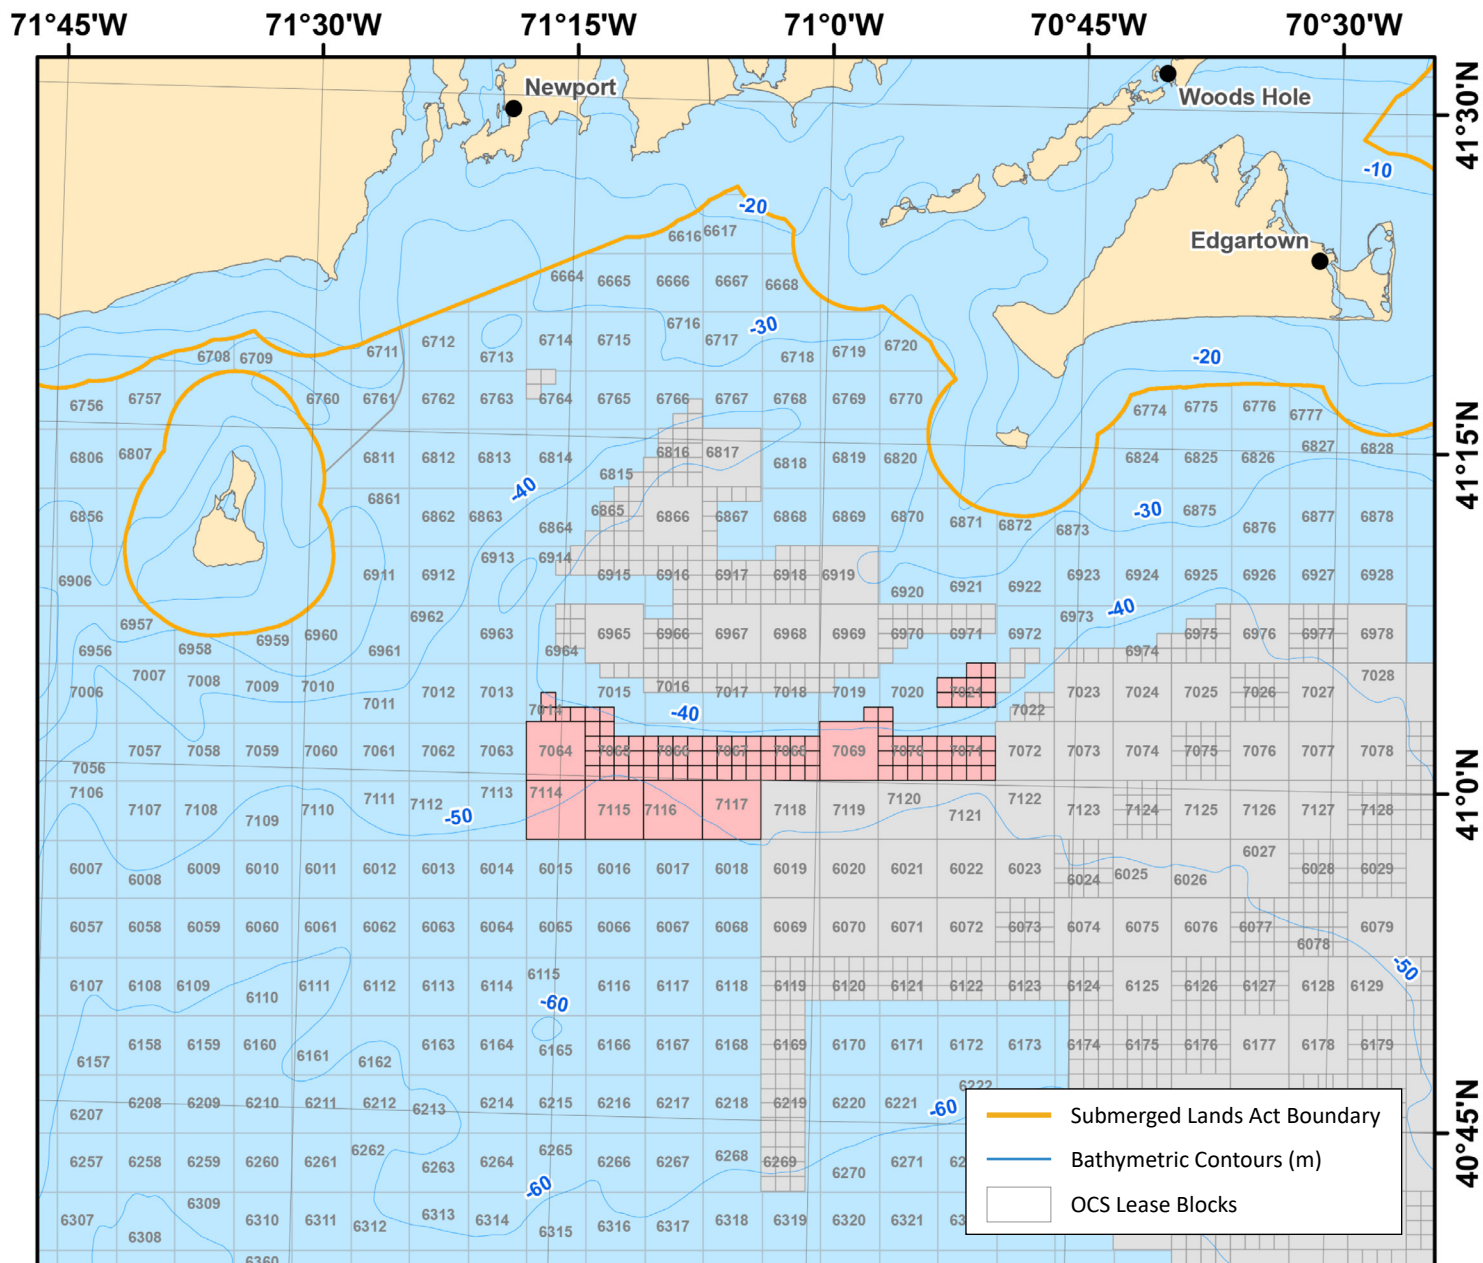 71°45'W 71°30'W 71°15'W 71°0'W 70°45'W 70°30'W
Newport
Woods Hole
41°30'N
-10
-20
6616 6617
Edgartown
6664 6665 6666 6667 6668
6716 -30
6708 6709 6711 6712 6713 6714 6715 6717 6718 6719 6720
-20
6756 6757 6760 6761 6762 6763 6764 6765 6766 6767 6768 6769 6770 6774 6775 6776 6777
41°15'N
6806 6807 6811 6812 6813 6814 6815 6816 6817 6818 6819 6820 6824 6825 6826 6827 6828
-40
6856 6861 6862 6863 6864 6865 6866 6867 6868 6869 6870 6871 6872 6873 -30 6875 6876 6877 6878
6906 6911 6912 6913 6914 6915 6916 6917 6918 6919 6920 6921 6922 6923 6924 6925 6926 6927 6928
-40
6956 6957 6958 6959 6960 6961 6962 6963 6964 6965 6966 6967 6968 6969 6970 6971 6972 6973 6974 6975 6976 6977 6978
7006 7007 7008 7009 7010 7011 7012 7013 7014 7015 7016 7017 7018 7019 7020 7021 7022 7023 7024 7025 7026 7027 7028
-40
7056 7057 7058 7059 7060 7061 7062 7063 7064 7065 7066 7067 7068 7069 7070 7071 7072 7073 7074 7075 7076 7077 7078
41°0'N
7106 7107 7108 7109 7110 7111 7112 7113 7114 7115 7116 7117 7118 7119 7120 7121 7122 7123 7124 7125 7126 7127 7128
-50
6007 6008 6009 6010 6011 6012 6013 6014 6015 6016 6017 6018 6019 6020 6021 6022 6023 6024 6025 6026 6027 6028 6029
6057 6058 6059 6060 6061 6062 6063 6064 6065 6066 6067 6068 6069 6070 6071 6072 6073 6074 6075 6076 6077 6078 6079
-50
6107 6108 6109 6110 6111 6112 6113 6114 6115 6116 6117 6118 6119 6120 6121 6122 6123 6124 6125 6126 6127 6128 6129
-60
6157 6158 6159 6160 6161 6162 6163 6164 6165 6166 6167 6168 6169 6170 6171 6172 6173 6174 6175 6176 6177 6178 6179
6207 6208 6209 6210 6211 6212 6213 6214 6215 6216 6217 6218 6219 6220 6221 6222
-60
40°45'N
6257 6258 6259 6260 6261 6262 6263 6264 6265 6266 6267 6268 6269 6270 6271
-60
6307 6308 6309 6310 6311 6312 6313 6314 6315 6316 6317 6318 6319 6320 6321
6360
Submerged Lands Act Boundary
Bathymetric Contours (m)
OCS Lease Blocks